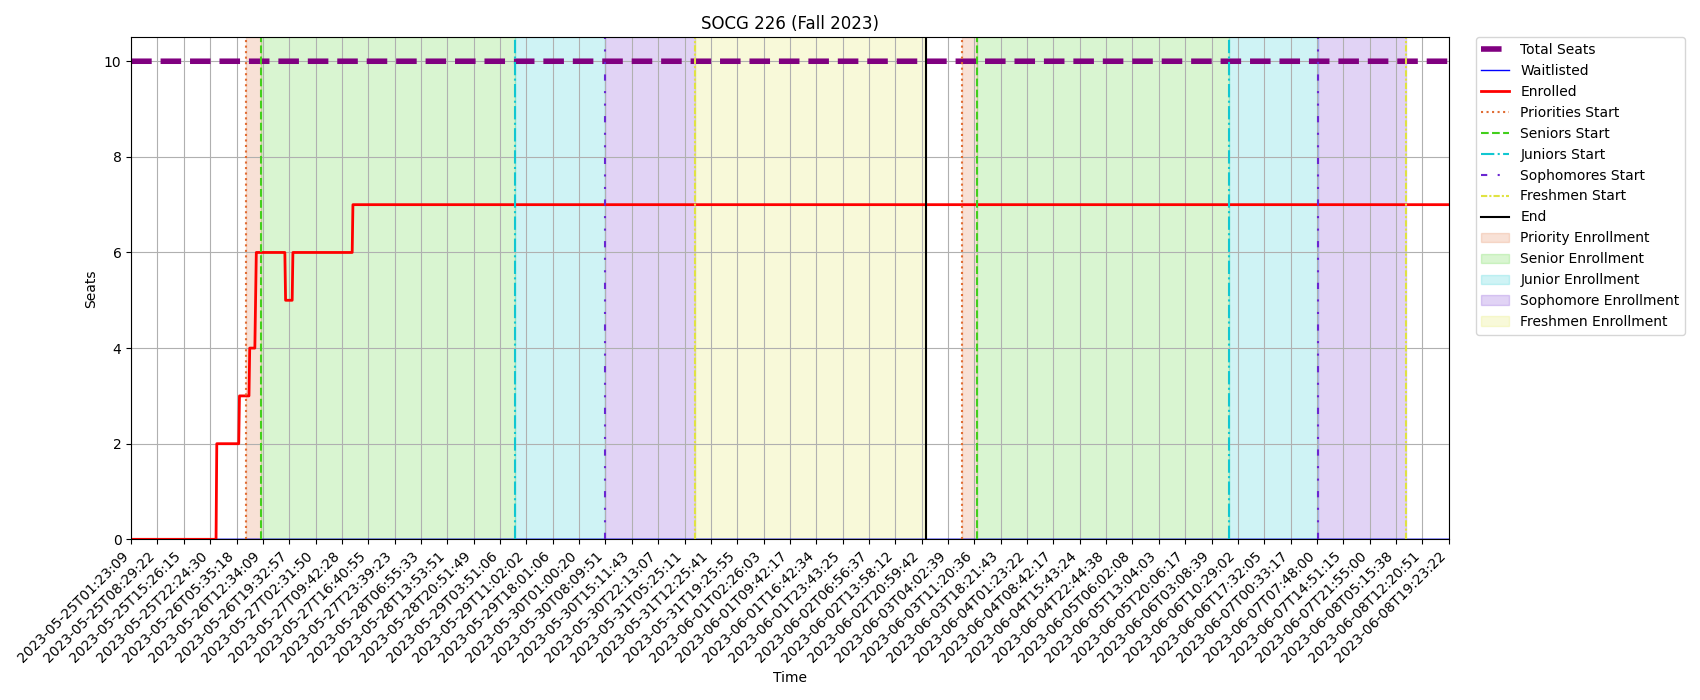 SOCG 226 (Fall 2023)
10
8
6
4
2
0
Seats
2023-05-25T01:23:09
2023-05-25T08:29:22
2023-05-25T15:26:15
2023-05-25T22:24:30
2023-05-26T05:35:18
2023-05-26T12:34:09
2023-05-26T19:32:57
2023-05-27T02:31:50
2023-05-27T09:42:28
2023-05-27T16:40:55
2023-05-27T23:39:23
2023-05-28T06:55:33
2023-05-28T13:53:51
2023-05-28T20:51:49
2023-05-29T03:51:06
2023-05-29T11:02:02
2023-05-29T18:01:06
2023-05-30T01:00:20
2023-05-30T08:09:51
2023-05-30T15:11:43
2023-05-30T22:13:07
2023-05-31T05:25:11
2023-05-31T12:25:41
2023-05-31T19:25:55
2023-06-01T02:26:03
2023-06-01T09:42:17
2023-06-01T16:42:34
2023-06-01T23:43:25
2023-06-02T06:56:37
2023-06-02T13:58:12
2023-06-02T20:59:42
2023-06-03T04:02:39
2023-06-03T11:20:36
2023-06-03T18:21:43
2023-06-04T01:23:22
2023-06-04T08:42:17
2023-06-04T15:43:24
2023-06-04T22:44:38
2023-06-05T06:02:08
2023-06-05T13:04:03
2023-06-05T20:06:17
2023-06-06T03:08:39
2023-06-06T10:29:02
2023-06-06T17:32:05
2023-06-07T00:33:17
2023-06-07T07:48:00
2023-06-07T14:51:15
2023-06-07T21:55:00
2023-06-08T05:15:38
2023-06-08T12:20:51
2023-06-08T19:23:22
Time
Total Seats
Waitlisted
Enrolled
Priorities Start
Seniors Start
Juniors Start
Sophomores Start
Freshmen Start
End
Priority Enrollment
Senior Enrollment
Junior Enrollment
Sophomore Enrollment
Freshmen Enrollment